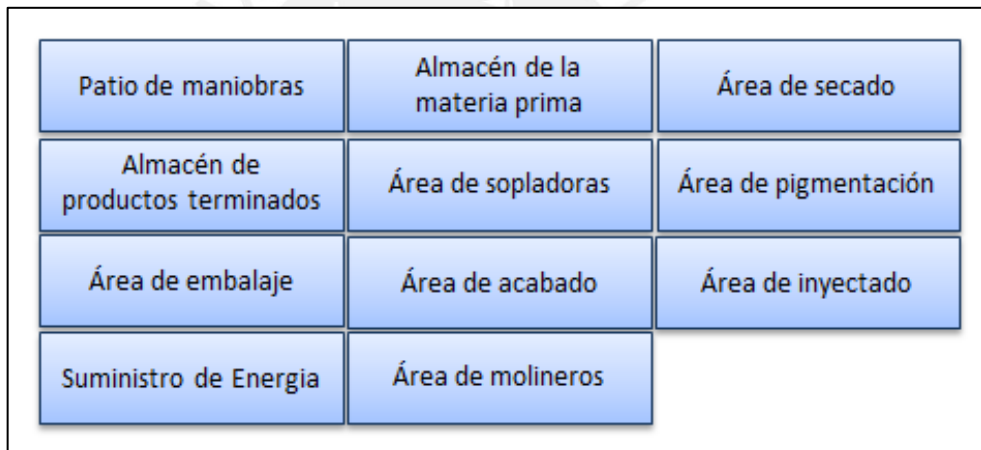 Patio de maniobras
Almacén de la
materia prima
Área de secado
Almacén de
productos terminados
Área de sopladoras
Área de pigmentación
Área de embalaje
Área de acabado
Área de inyectado
Suministro de Energia
Área de molineros